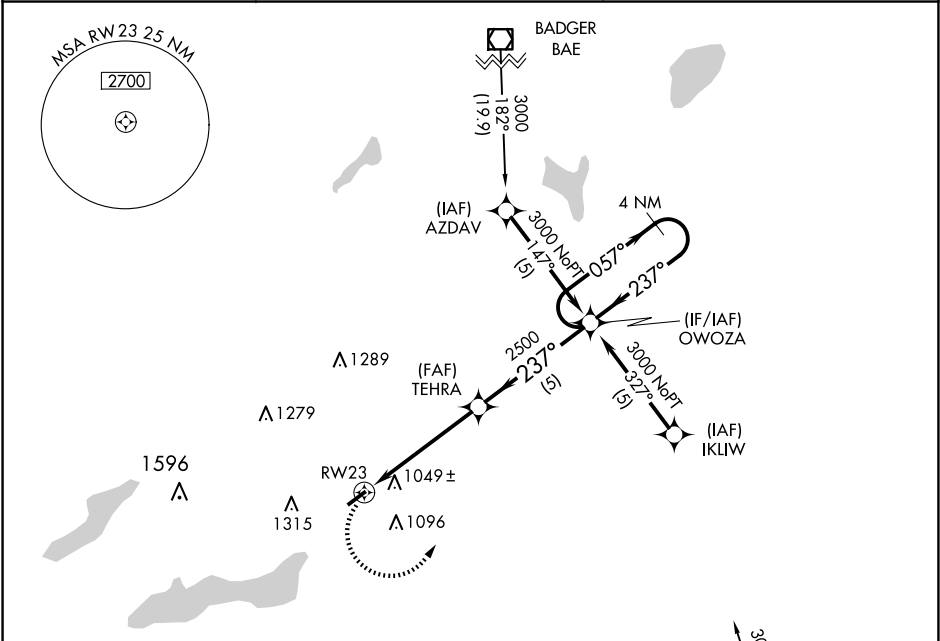 MSA RW23 25 NM
2700
BADGER
BAE
3000
182°
(19.9)
(IAF)
AZDAV
3000 NoPT
147°
(5)
4 NM
057°
237°
(IF/IAF)
OWOZA
2500
237°
(5)
(FAF)
TEHRA
3000 NoPT
327°
(5)
(IAF)
IKLIW
1289
1279
1596
1315
RW23
1049±
1096